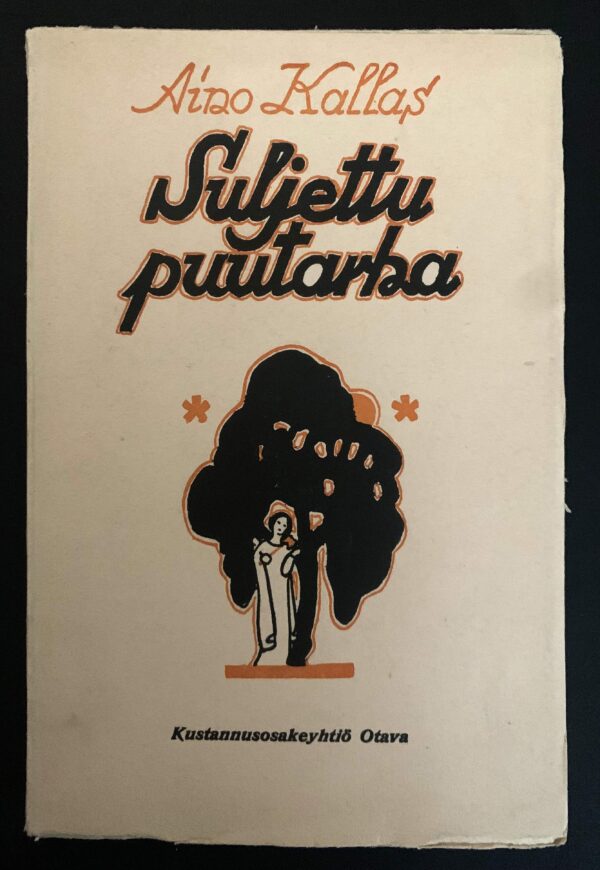 Aino Kallas
Suljettu
puutarha
Kustannusosakeyhtiö Otava